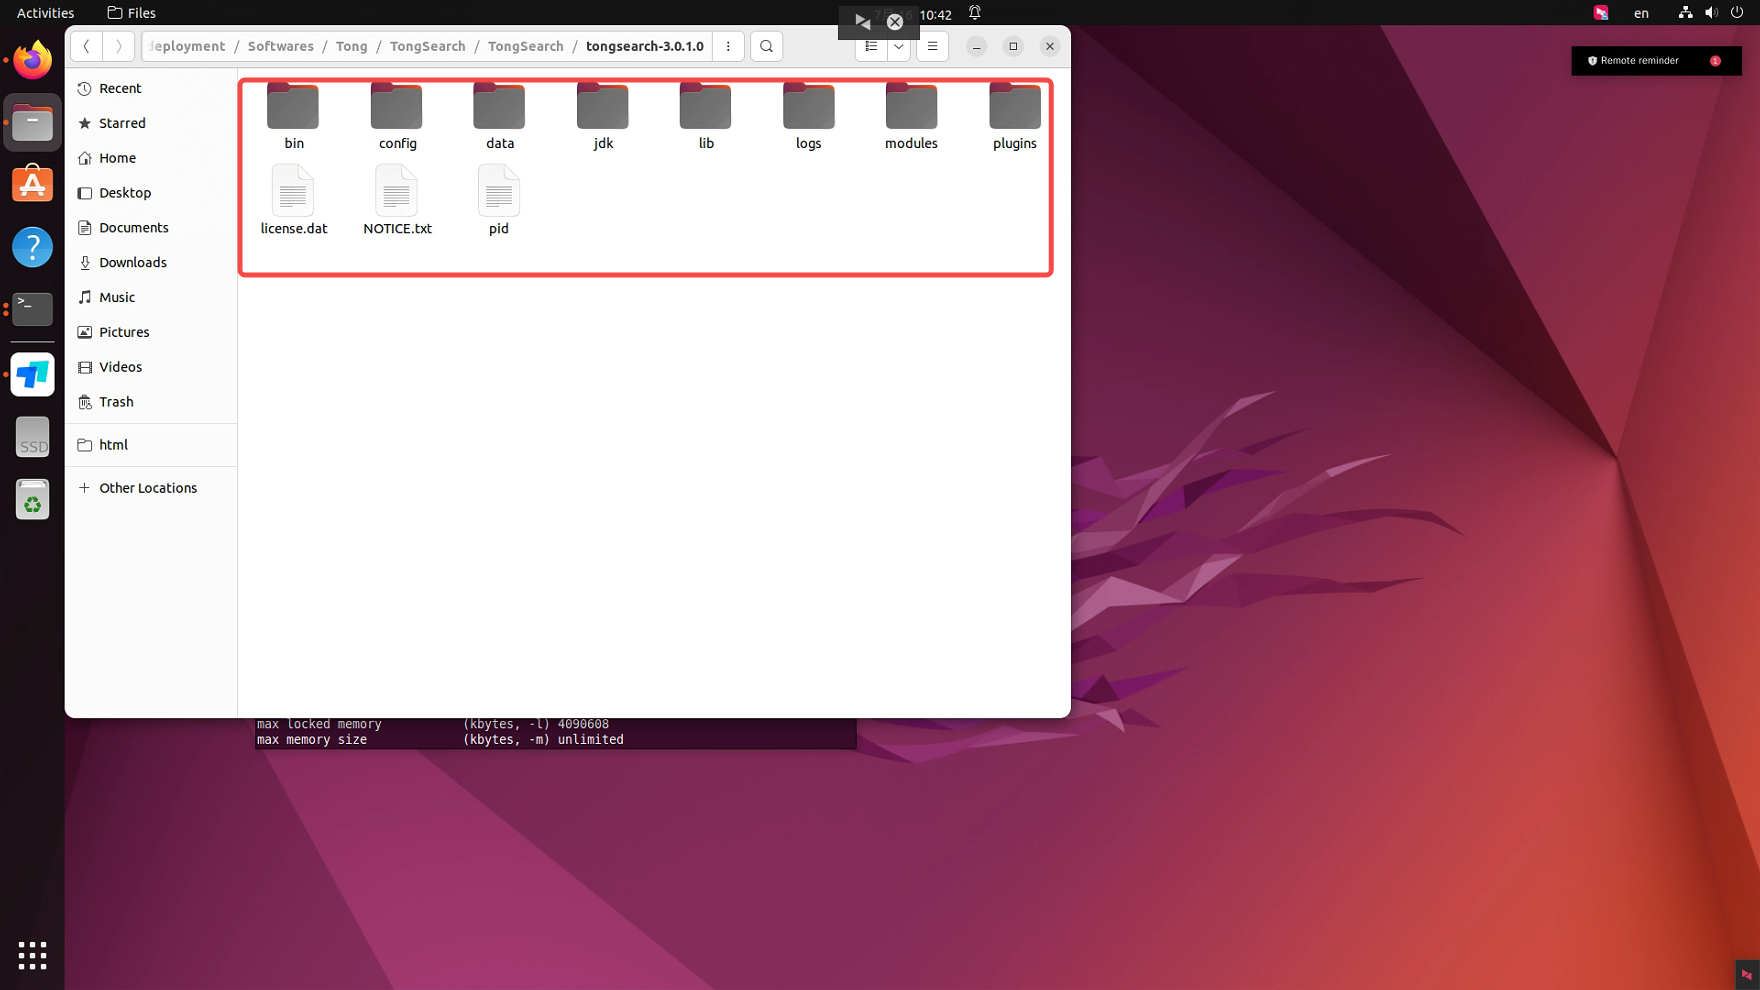 Activities Files 10:42 en
Remote reminder 1
deployment / Softwares / Tong / TongSearch / TongSearch / tongsearch-3.0.1.0
Recent
Starred
Home
Desktop
Documents
Downloads
Music
Pictures
Videos
Trash
html
+ Other Locations
bin config data jdk lib logs modules plugins
license.dat NOTICE.txt pid
SSD
max locked memory (kbytes, -l) 4090608
max memory size (kbytes, -m) unlimited